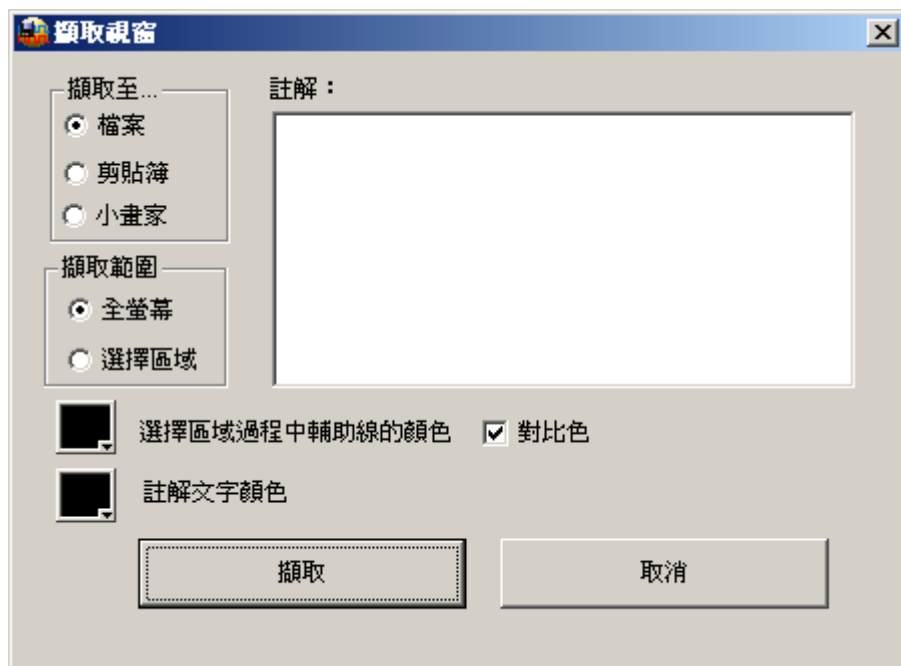 擷取視窗
擷取至...
檔案
剪貼簿
小畫家
註解：
擷取範圍
全螢幕
選擇區域
選擇區域過程中輔助線的顏色
對比色
註解文字顏色
擷取
取消